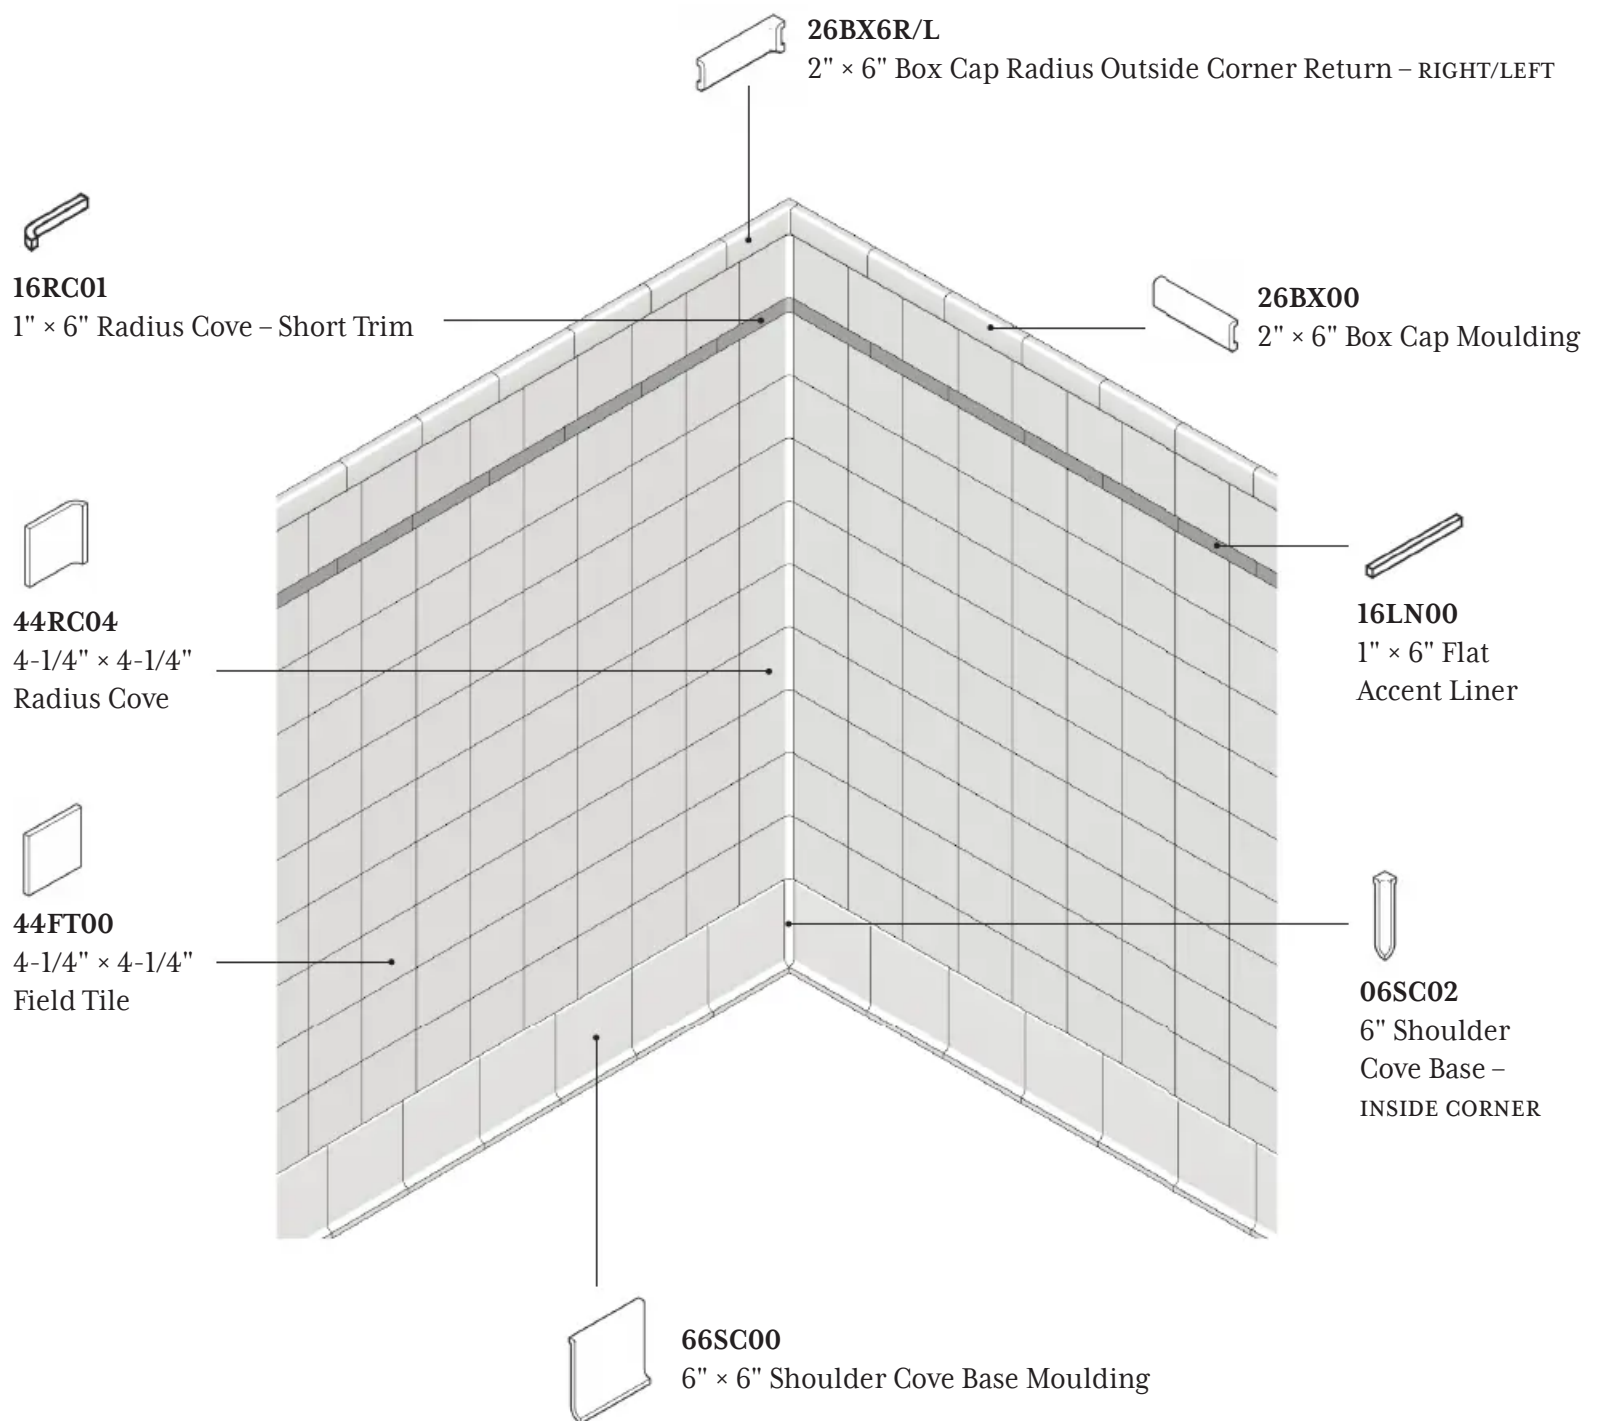 26BX6R/L
2" × 6" Box Cap Radius Outside Corner Return – RIGHT/LEFT
16RC01
1" × 6" Radius Cove – Short Trim
26BX00
2" × 6" Box Cap Moulding
44RC04
4-1/4" × 4-1/4"
Radius Cove
16LN00
1" × 6" Flat
Accent Liner
44FT00
4-1/4" × 4-1/4"
Field Tile
06SC02
6" Shoulder
Cove Base –
INSIDE CORNER
66SC00
6" × 6" Shoulder Cove Base Moulding